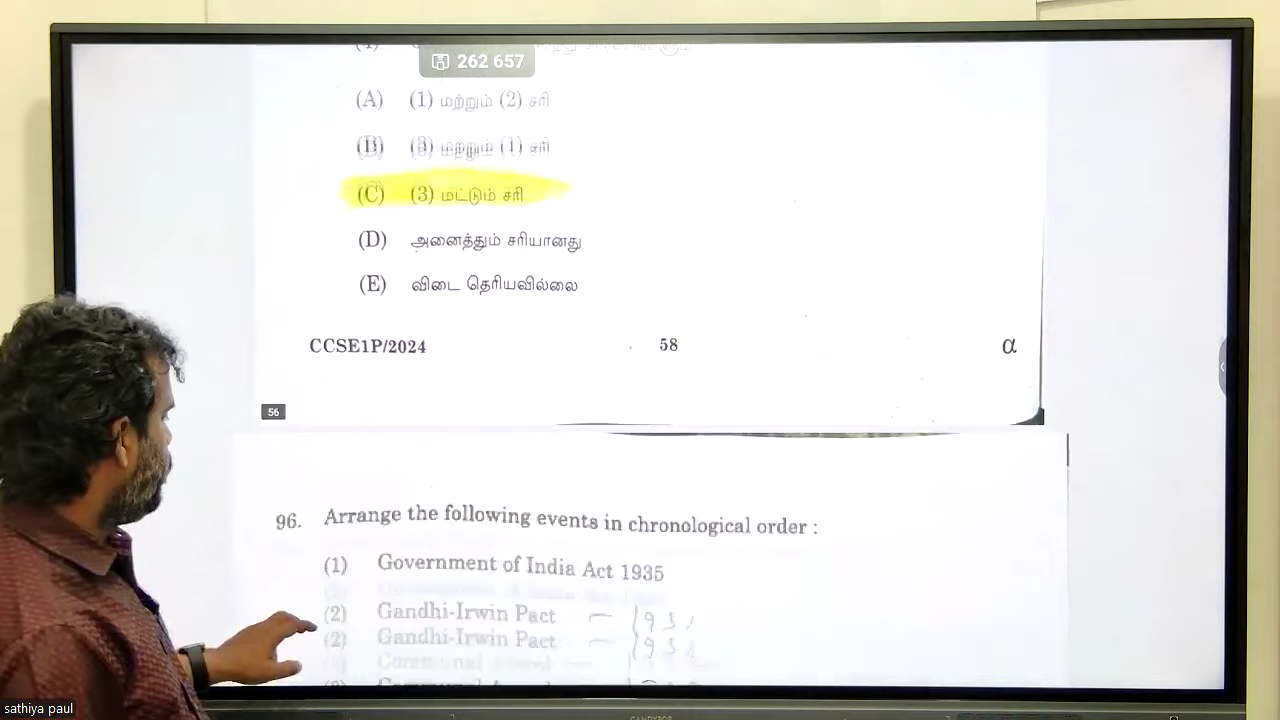 262 657
(A) (1) மற்றும் (2) சரி
(B) (3) மற்றும் (1) சரி
(C) (3) மட்டும் சரி
(D) அனைத்தும் சரியானது
(E) விடை தெரியவில்லை
CCSE1P/2024 58 α
56
96. Arrange the following events in chronological order :
(1) Government of India Act 1935
(2) Gandhi-Irwin Pact — 1931
(2) Gandhi-Irwin Pact — 1931
sathiya paul